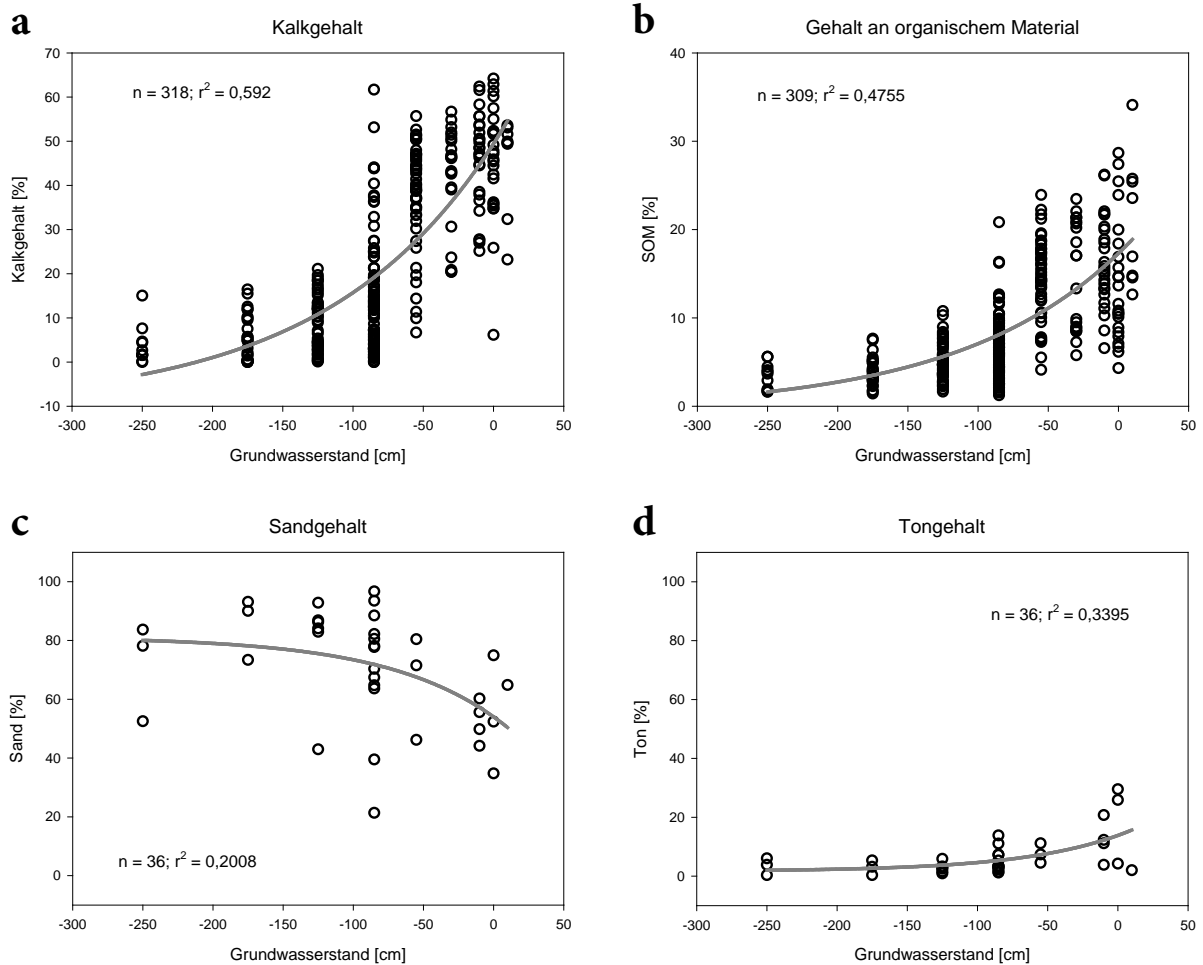 a
Kalkgehalt
70
60
50
40
30
20
10
0
-10
Kalkgehalt [%]
n = 318; r² = 0,592
-300 -250 -200 -150 -100 -50 0 50
Grundwasserstand [cm]
b
Gehalt an organischem Material
40
30
20
10
0
SOM [%]
n = 309; r² = 0,4755
-300 -250 -200 -150 -100 -50 0 50
Grundwasserstand [cm]
c
Sandgehalt
100
80
60
40
20
0
Sand [%]
n = 36; r² = 0,2008
-300 -250 -200 -150 -100 -50 0 50
Grundwasserstand [cm]
d
Tongehalt
100
80
60
40
20
0
Ton [%]
n = 36; r² = 0,3395
-300 -250 -200 -150 -100 -50 0 50
Grundwasserstand [cm]